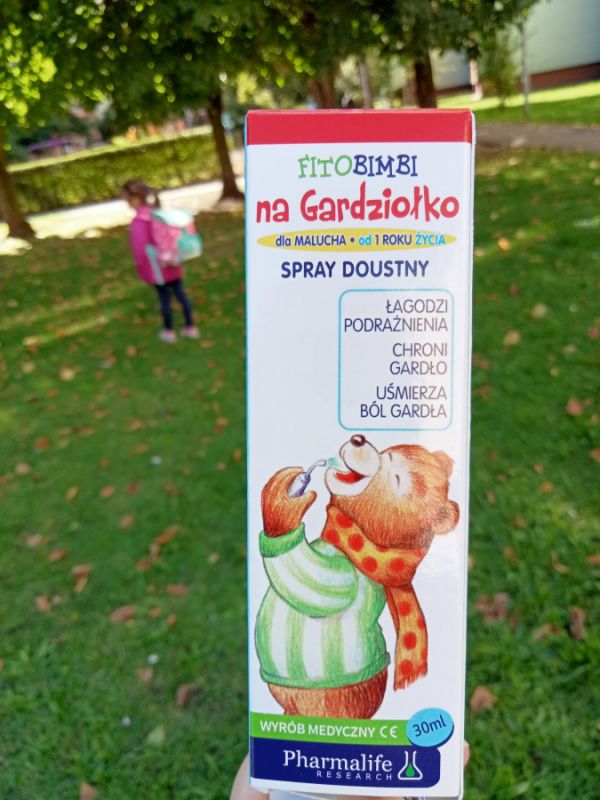 FITOBIMBI
na Gardziołko
dla MALUCHA • od 1 ROKU ŻYCIA
SPRAY DOUSTNY
ŁAGODZI
PODRAŻNIENIA
CHRONI
GARDŁO
UŚMIERZA
BÓL GARDŁA
WYRÓB MEDYCZNY CE
30ml
Pharmalife
RESEARCH